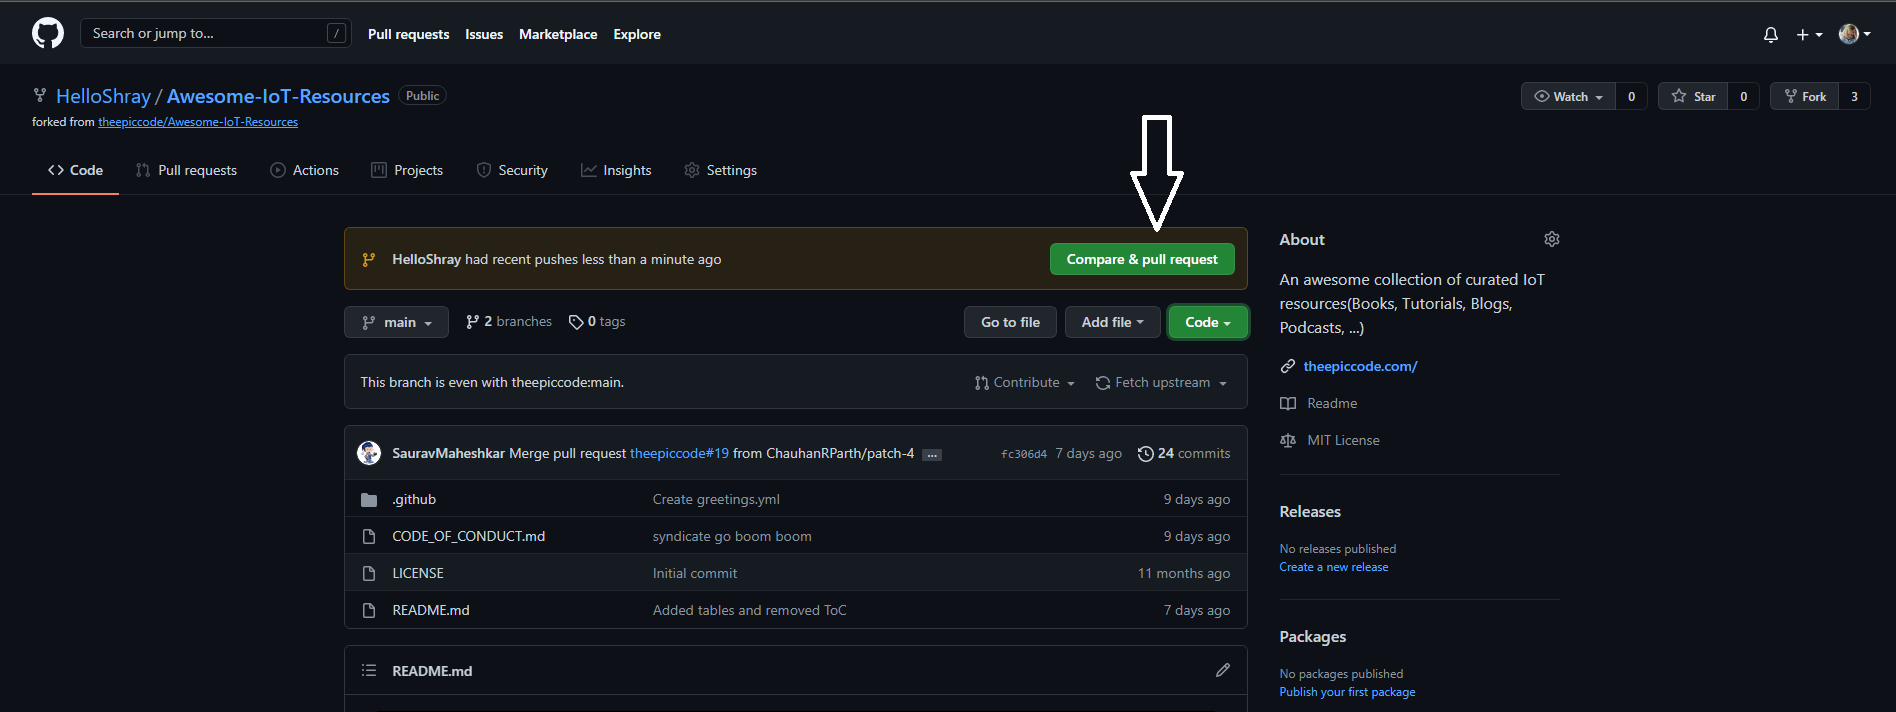 Search or jump to... /
Pull requests Issues Marketplace Explore
HelloShray / Awesome-IoT-Resources Public
forked from theepiccode/Awesome-IoT-Resources
Watch 0 Star 0 Fork 3
Code Pull requests Actions Projects Security Insights Settings
HelloShray had recent pushes less than a minute ago
Compare & pull request
main 2 branches 0 tags
Go to file Add file Code
This branch is even with theepiccode:main.
Contribute Fetch upstream
SauravMaheshkar Merge pull request theepiccode#19 from ChauhanRParth/patch-4 ... fc306d4 7 days ago 24 commits
.github Create greetings.yml 9 days ago
CODE_OF_CONDUCT.md syndicate go boom boom 9 days ago
LICENSE Initial commit 11 months ago
README.md Added tables and removed ToC 7 days ago
README.md
About
An awesome collection of curated IoT
resources(Books, Tutorials, Blogs,
Podcasts, ...)
theepiccode.com/
Readme
MIT License
Releases
No releases published
Create a new release
Packages
No packages published
Publish your first package